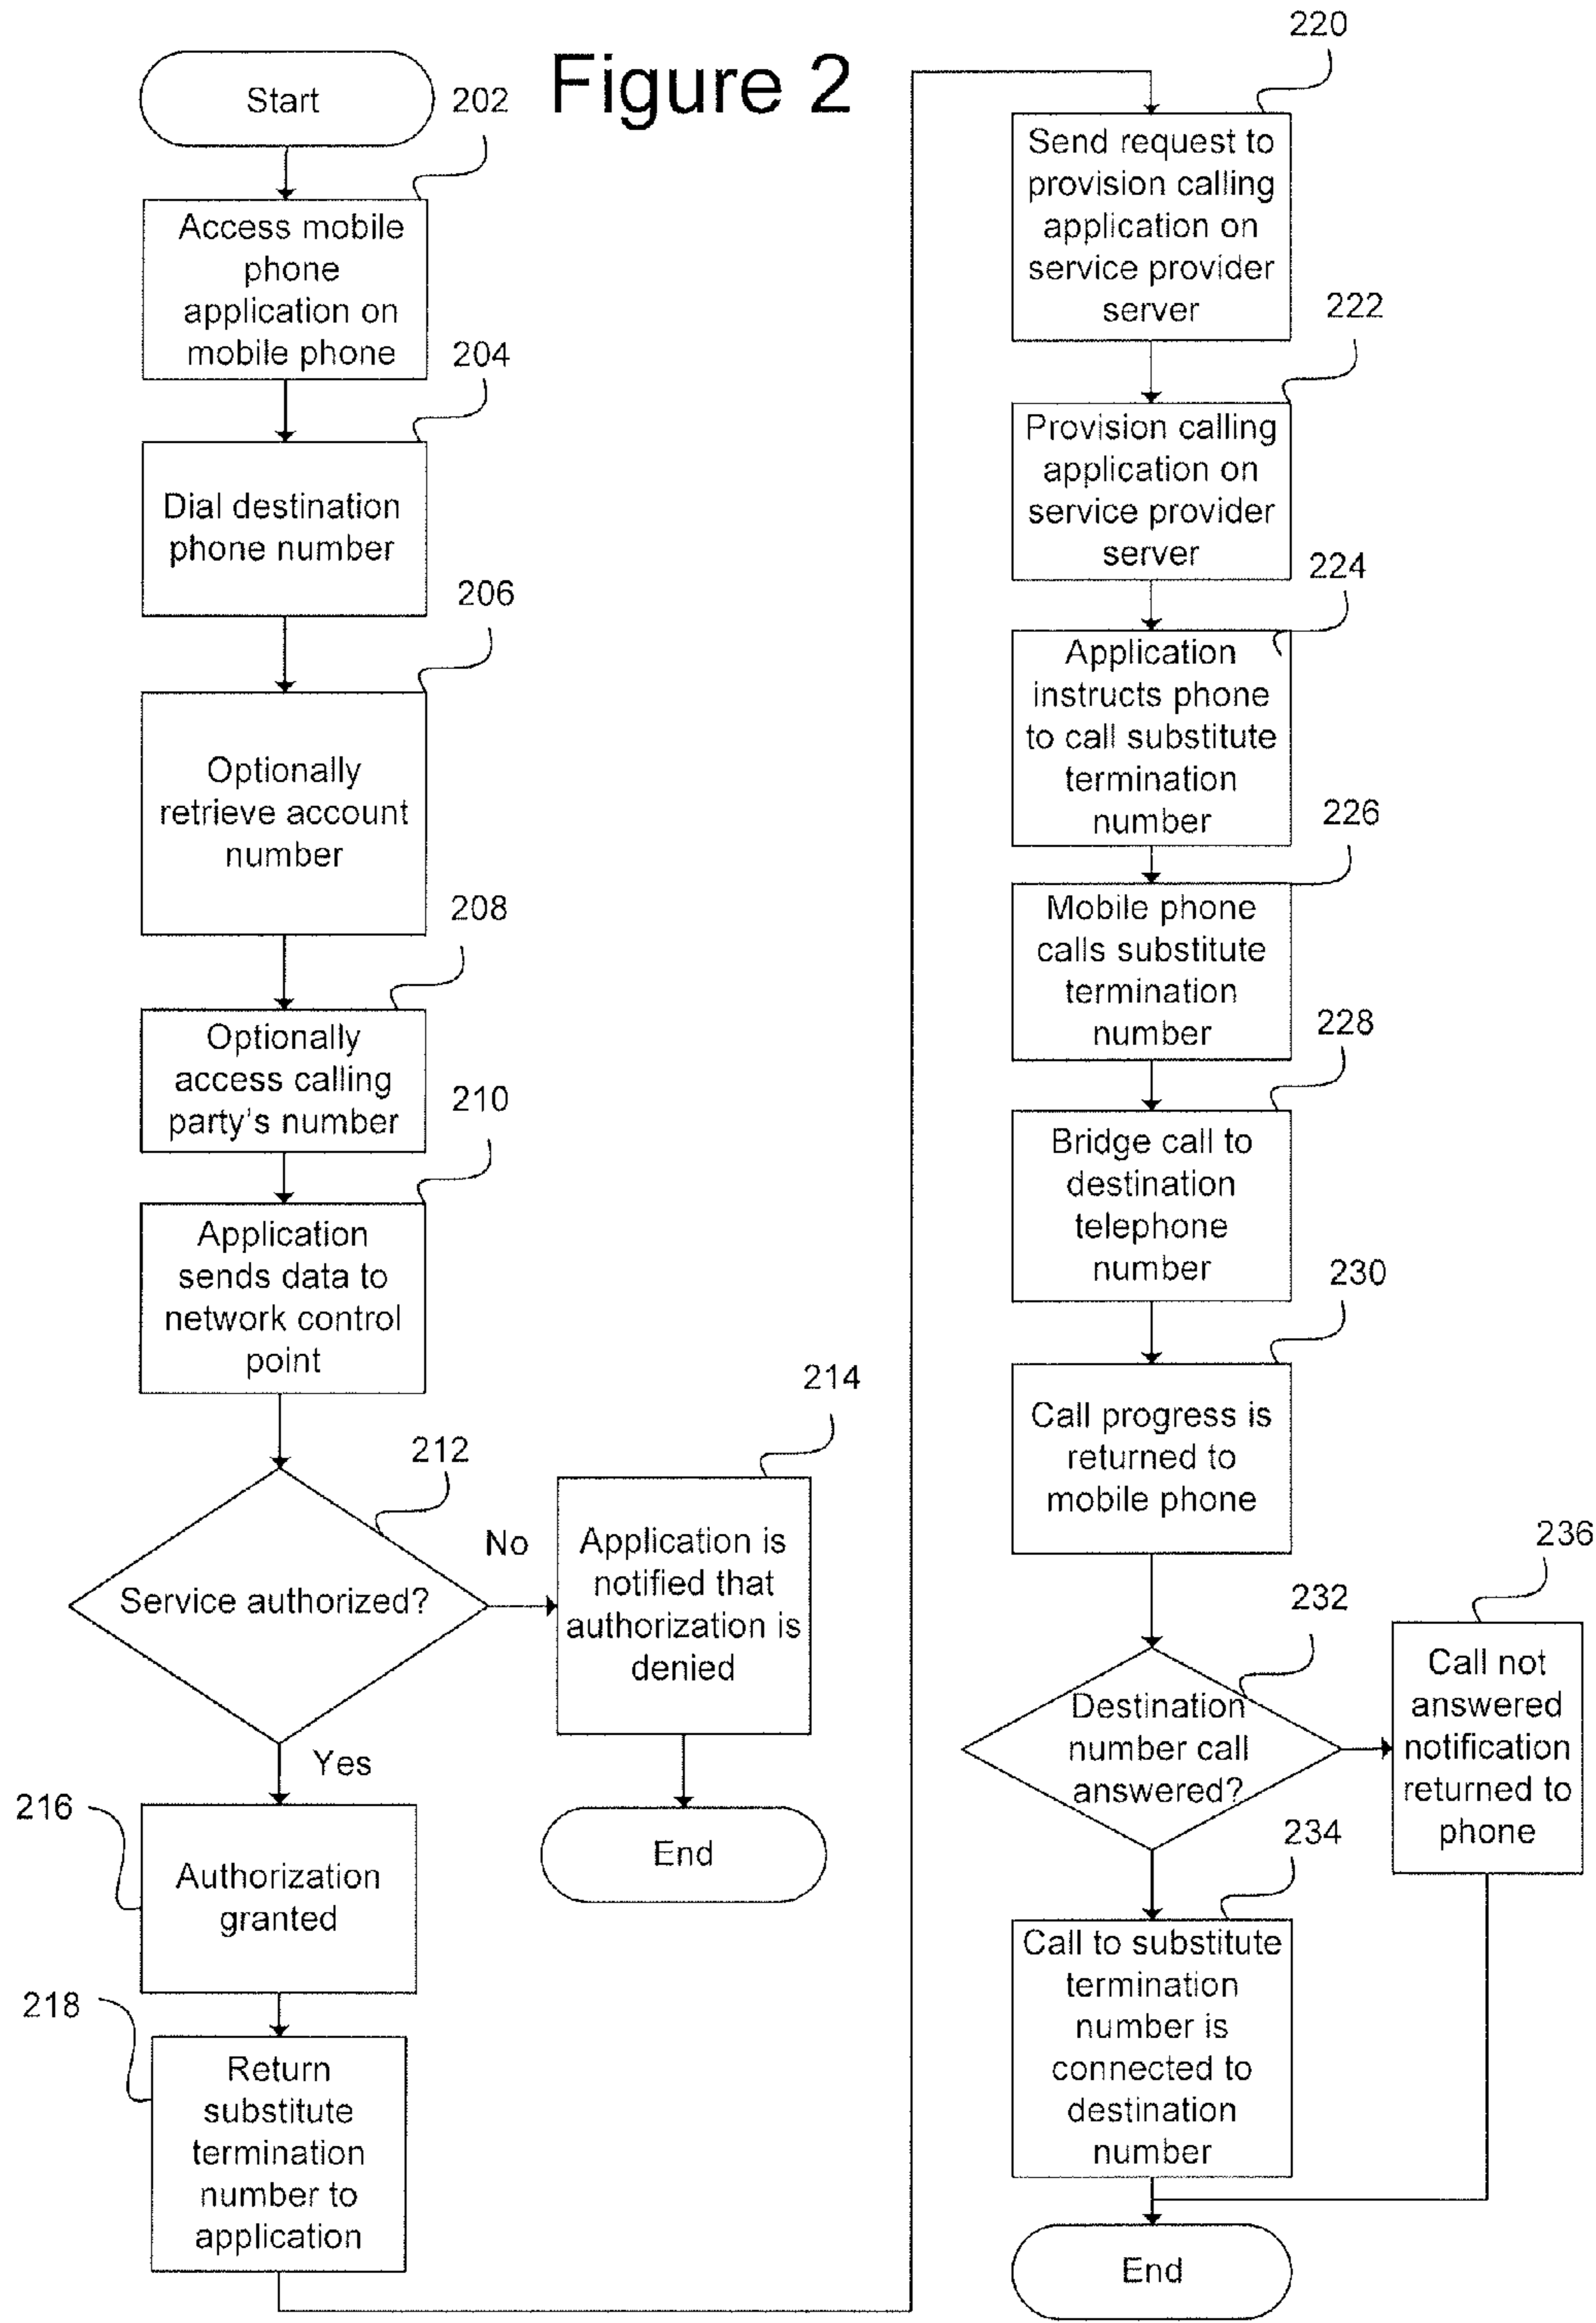 Figure 2
Start
202
Access mobile
phone
application on
mobile phone
204
Dial destination
phone number
206
Optionally
retrieve account
number
208
Optionally
access calling
party's number
210
Application
sends data to
network control
point
212
Service authorized?
No
214
Application is
notified that
authorization is
denied
End
Yes
216
Authorization
granted
218
Return
substitute
termination
number to
application
220
Send request to
provision calling
application on
service provider
server
222
Provision calling
application on
service provider
server
224
Application
instructs phone
to call substitute
termination
number
226
Mobile phone
calls substitute
termination
number
228
Bridge call to
destination
telephone
number
230
Call progress is
returned to
mobile phone
232
Destination
number call
answered?
236
Call not
answered
notification
returned to
phone
234
Call to substitute
termination
number is
connected to
destination
number
End